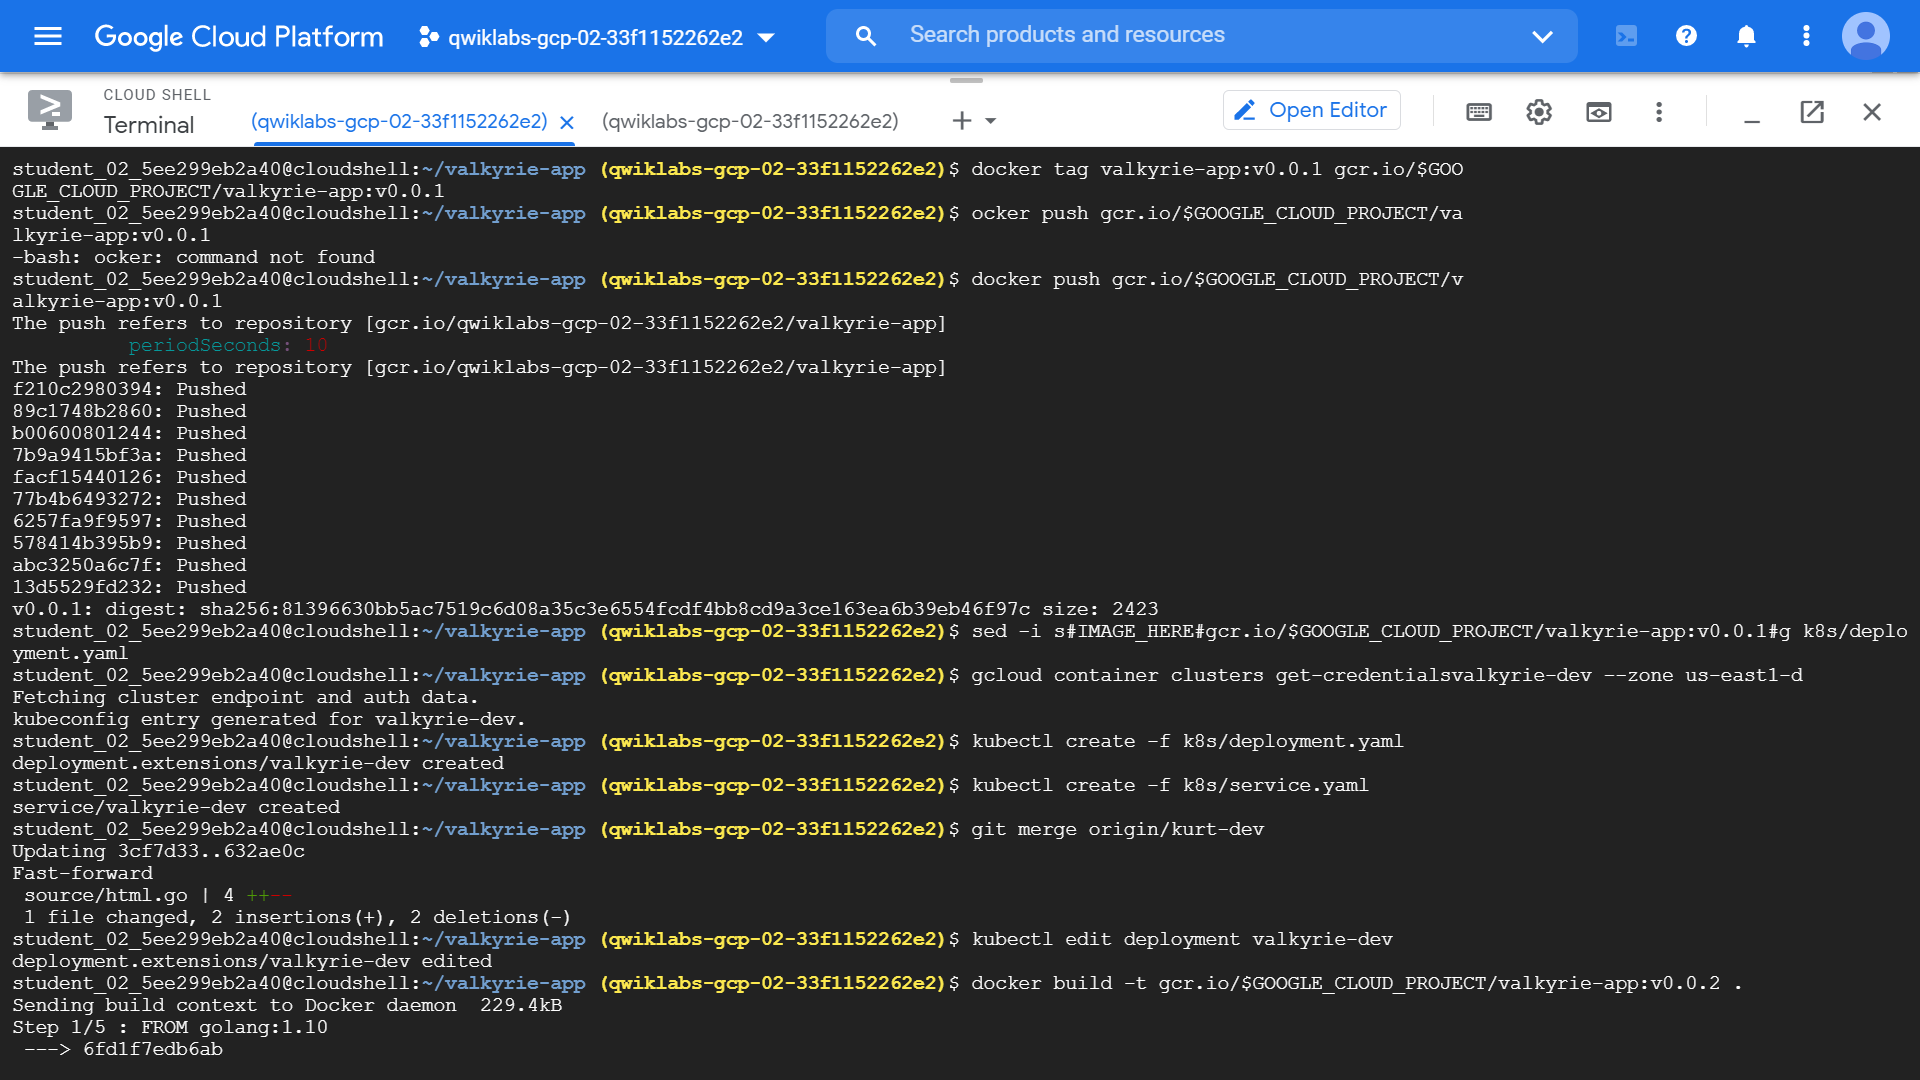 Google Cloud Platform
qwiklabs-gcp-02-33f1152262e2
Search products and resources
CLOUD SHELL
Terminal
(qwiklabs-gcp-02-33f1152262e2)
(qwiklabs-gcp-02-33f1152262e2)
Open Editor
student_02_5ee299eb2a40@cloudshell:~/valkyrie-app (qwiklabs-gcp-02-33f1152262e2)$ docker tag valkyrie-app:v0.0.1 gcr.io/$GOO
GLE_CLOUD_PROJECT/valkyrie-app:v0.0.1
student_02_5ee299eb2a40@cloudshell:~/valkyrie-app (qwiklabs-gcp-02-33f1152262e2)$ ocker push gcr.io/$GOOGLE_CLOUD_PROJECT/va
lkyrie-app:v0.0.1
-bash: ocker: command not found
student_02_5ee299eb2a40@cloudshell:~/valkyrie-app (qwiklabs-gcp-02-33f1152262e2)$ docker push gcr.io/$GOOGLE_CLOUD_PROJECT/v
alkyrie-app:v0.0.1
The push refers to repository [gcr.io/qwiklabs-gcp-02-33f1152262e2/valkyrie-app]
periodSeconds: 10
The push refers to repository [gcr.io/qwiklabs-gcp-02-33f1152262e2/valkyrie-app]
f210c2980394: Pushed
89c1748b2860: Pushed
b00600801244: Pushed
7b9a9415bf3a: Pushed
facf15440126: Pushed
77b4b6493272: Pushed
6257fa9f9597: Pushed
578414b395b9: Pushed
abc3250a6c7f: Pushed
13d5529fd232: Pushed
v0.0.1: digest: sha256:81396630bb5ac7519c6d08a35c3e6554fcdf4bb8cd9a3ce163ea6b39eb46f97c size: 2423
student_02_5ee299eb2a40@cloudshell:~/valkyrie-app (qwiklabs-gcp-02-33f1152262e2)$ sed -i s#IMAGE_HERE#gcr.io/$GOOGLE_CLOUD_PROJECT/valkyrie-app:v0.0.1#g k8s/deplo
yment.yaml
student_02_5ee299eb2a40@cloudshell:~/valkyrie-app (qwiklabs-gcp-02-33f1152262e2)$ gcloud container clusters get-credentialsvalkyrie-dev --zone us-east1-d
Fetching cluster endpoint and auth data.
kubeconfig entry generated for valkyrie-dev.
student_02_5ee299eb2a40@cloudshell:~/valkyrie-app (qwiklabs-gcp-02-33f1152262e2)$ kubectl create -f k8s/deployment.yaml
deployment.extensions/valkyrie-dev created
student_02_5ee299eb2a40@cloudshell:~/valkyrie-app (qwiklabs-gcp-02-33f1152262e2)$ kubectl create -f k8s/service.yaml
service/valkyrie-dev created
student_02_5ee299eb2a40@cloudshell:~/valkyrie-app (qwiklabs-gcp-02-33f1152262e2)$ git merge origin/kurt-dev
Updating 3cf7d33..632ae0c
Fast-forward
source/html.go | 4 ++--
1 file changed, 2 insertions(+), 2 deletions(-)
student_02_5ee299eb2a40@cloudshell:~/valkyrie-app (qwiklabs-gcp-02-33f1152262e2)$ kubectl edit deployment valkyrie-dev
deployment.extensions/valkyrie-dev edited
student_02_5ee299eb2a40@cloudshell:~/valkyrie-app (qwiklabs-gcp-02-33f1152262e2)$ docker build -t gcr.io/$GOOGLE_CLOUD_PROJECT/valkyrie-app:v0.0.2 .
Sending build context to Docker daemon  229.4kB
Step 1/5 : FROM golang:1.10
---> 6fd1f7edb6ab